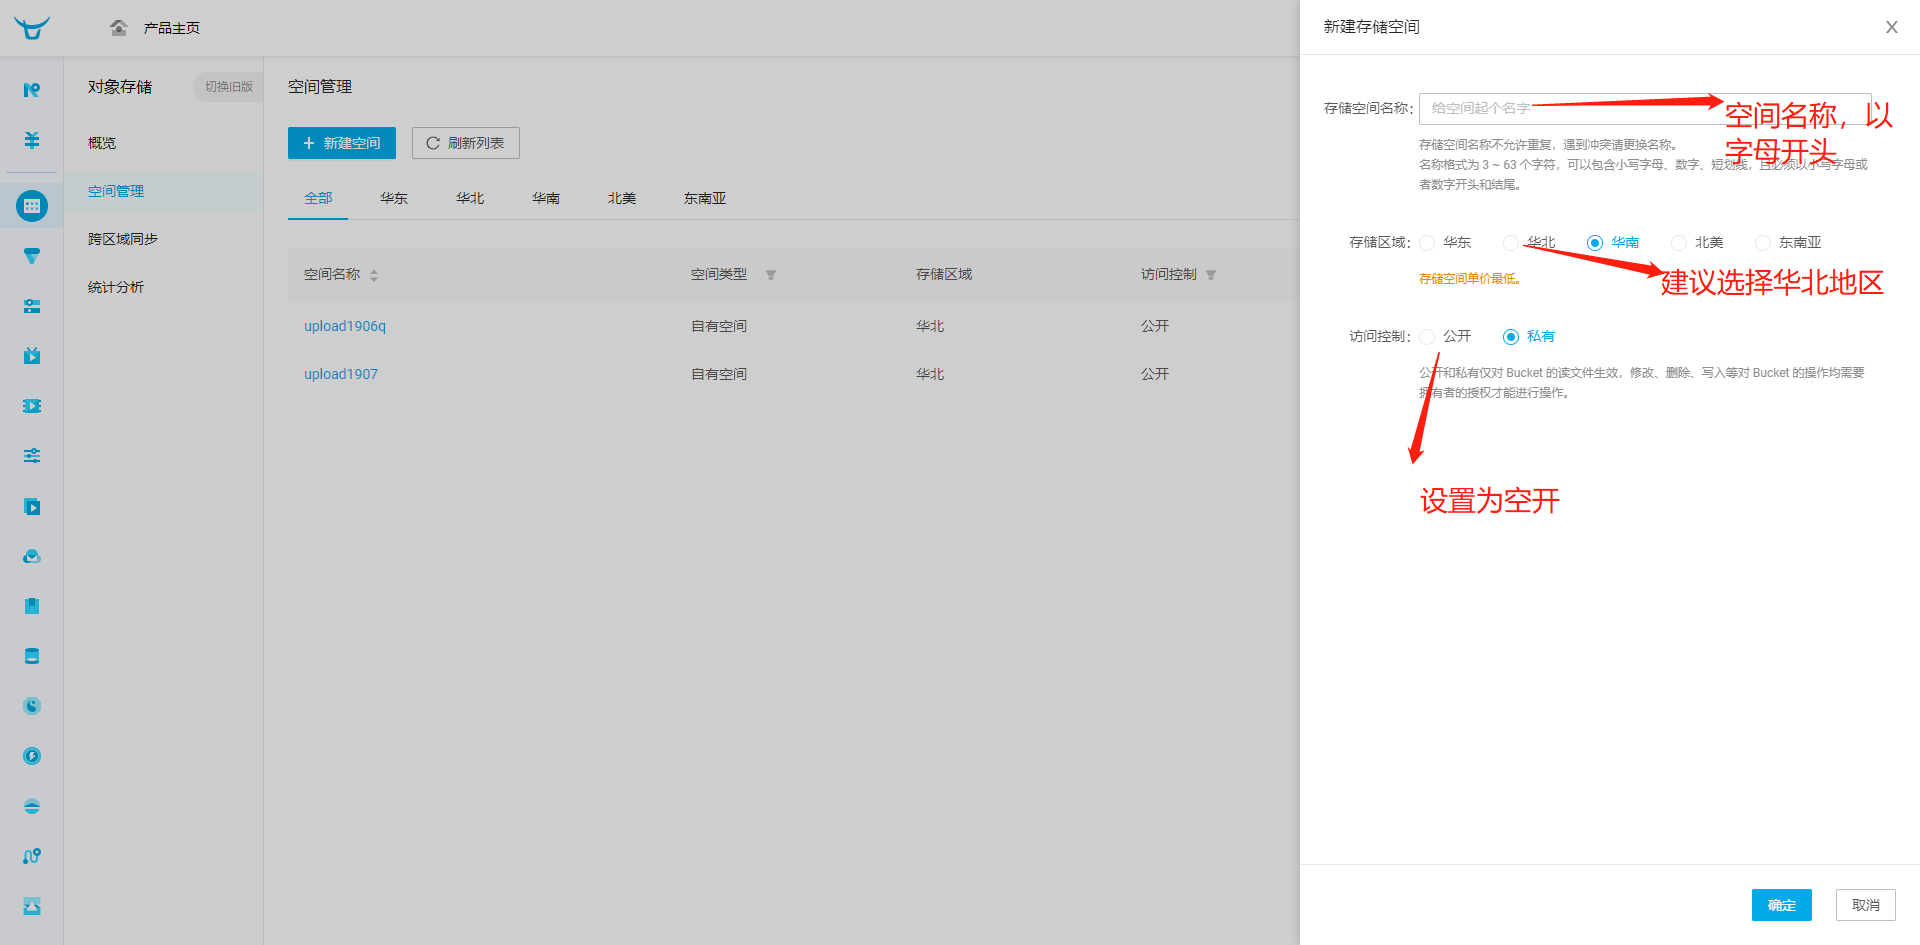 产品主页
对象存储
切换旧版
概览
空间管理
跨区域同步
统计分析
空间管理
新建空间
刷新列表
全部 华东 华北 华南 北美 东南亚
空间名称 空间类型 存储区域 访问控制
upload1906q 自有空间 华北 公开
upload1907 自有空间 华北 公开
新建存储空间
X
存储空间名称: 给空间起个名字
空间名称，以
字母开头
存储空间名称不允许重复，遇到冲突请更换名称。
名称格式为 3 ~ 63 个字符，可以包含小写字母、数字、短划线，且必须以小写字母或
者数字开头和结尾。
存储区域: 华东 华北 华南 北美 东南亚
存储空间单价最低。
建议选择华北地区
访问控制: 公开 私有
公开和私有仅对 Bucket 的读文件生效，修改、删除、写入等对 Bucket 的操作均需要
拥有者的授权才能进行操作。
设置为空开
确定 取消